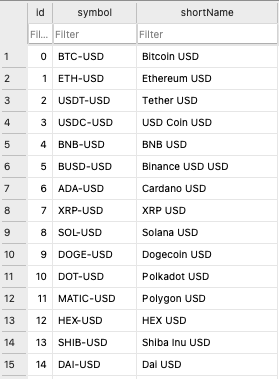 id symbol shortName
Fil... Filter Filter
1 0 BTC-USD Bitcoin USD
2 1 ETH-USD Ethereum USD
3 2 USDT-USD Tether USD
4 3 USDC-USD USD Coin USD
5 4 BNB-USD BNB USD
6 5 BUSD-USD Binance USD USD
7 6 ADA-USD Cardano USD
8 7 XRP-USD XRP USD
9 8 SOL-USD Solana USD
10 9 DOGE-USD Dogecoin USD
11 10 DOT-USD Polkadot USD
12 11 MATIC-USD Polygon USD
13 12 HEX-USD HEX USD
14 13 SHIB-USD Shiba Inu USD
15 14 DAI-USD Dai USD